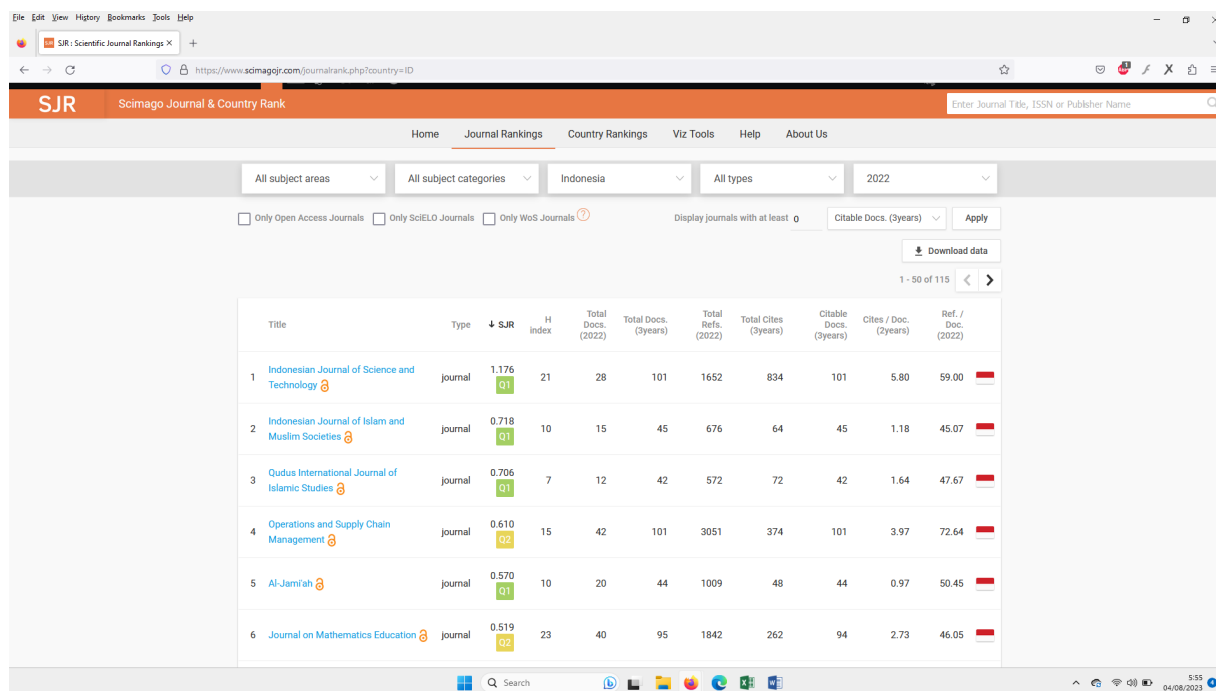 File Edit View History Bookmarks Tools Help
SJR : Scientific Journal Rankings
https://www.scimagojr.com/journalrank.php?country=ID
SJR Scimago Journal & Country Rank Enter Journal Title, ISSN or Publisher Name
Home Journal Rankings Country Rankings Viz Tools Help About Us
All subject areas All subject categories Indonesia All types 2022
Only Open Access Journals Only SciELO Journals Only WoS Journals ? Display journals with at least 0 Citable Docs. (3years) Apply
Download data
1 - 50 of 115
Title Type ↓ SJR H index Total Docs. (2022) Total Docs. (3years) Total Refs. (2022) Total Cites (3years) Citable Docs. (3years) Cites / Doc. (2years) Ref. / Doc. (2022)
1 Indonesian Journal of Science and Technology journal 1.176 Q1 21 28 101 1652 834 101 5.80 59.00
2 Indonesian Journal of Islam and Muslim Societies journal 0.718 Q1 10 15 45 676 64 45 1.18 45.07
3 Qudus International Journal of Islamic Studies journal 0.706 Q1 7 12 42 572 72 42 1.64 47.67
4 Operations and Supply Chain Management journal 0.610 Q2 15 42 101 3051 374 101 3.97 72.64
5 Al-Jami'ah journal 0.570 Q1 10 20 44 1009 48 44 0.97 50.45
6 Journal on Mathematics Education journal 0.519 Q2 23 40 95 1842 262 94 2.73 46.05
Search
5:55
04/08/2023